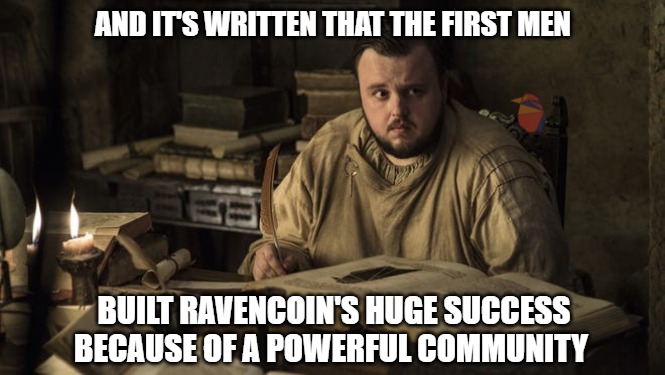 AND IT'S WRITTEN THAT THE FIRST MEN
BUILT RAVENCOIN'S HUGE SUCCESS
BECAUSE OF A POWERFUL COMMUNITY